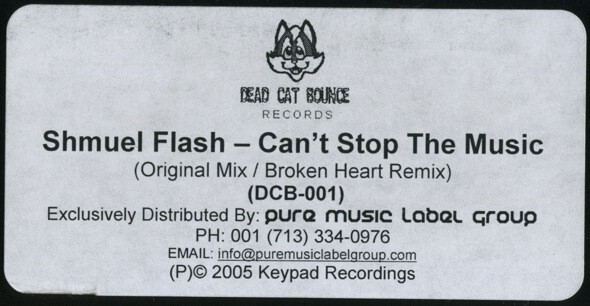 DEAD CAT BOUNCE
RECORDS
Shmuel Flash – Can't Stop The Music
(Original Mix / Broken Heart Remix)
(DCB-001)
Exclusively Distributed By: pure music Label group
PH: 001 (713) 334-0976
EMAIL: info@puremusiclabelgroup.com
(P)© 2005 Keypad Recordings